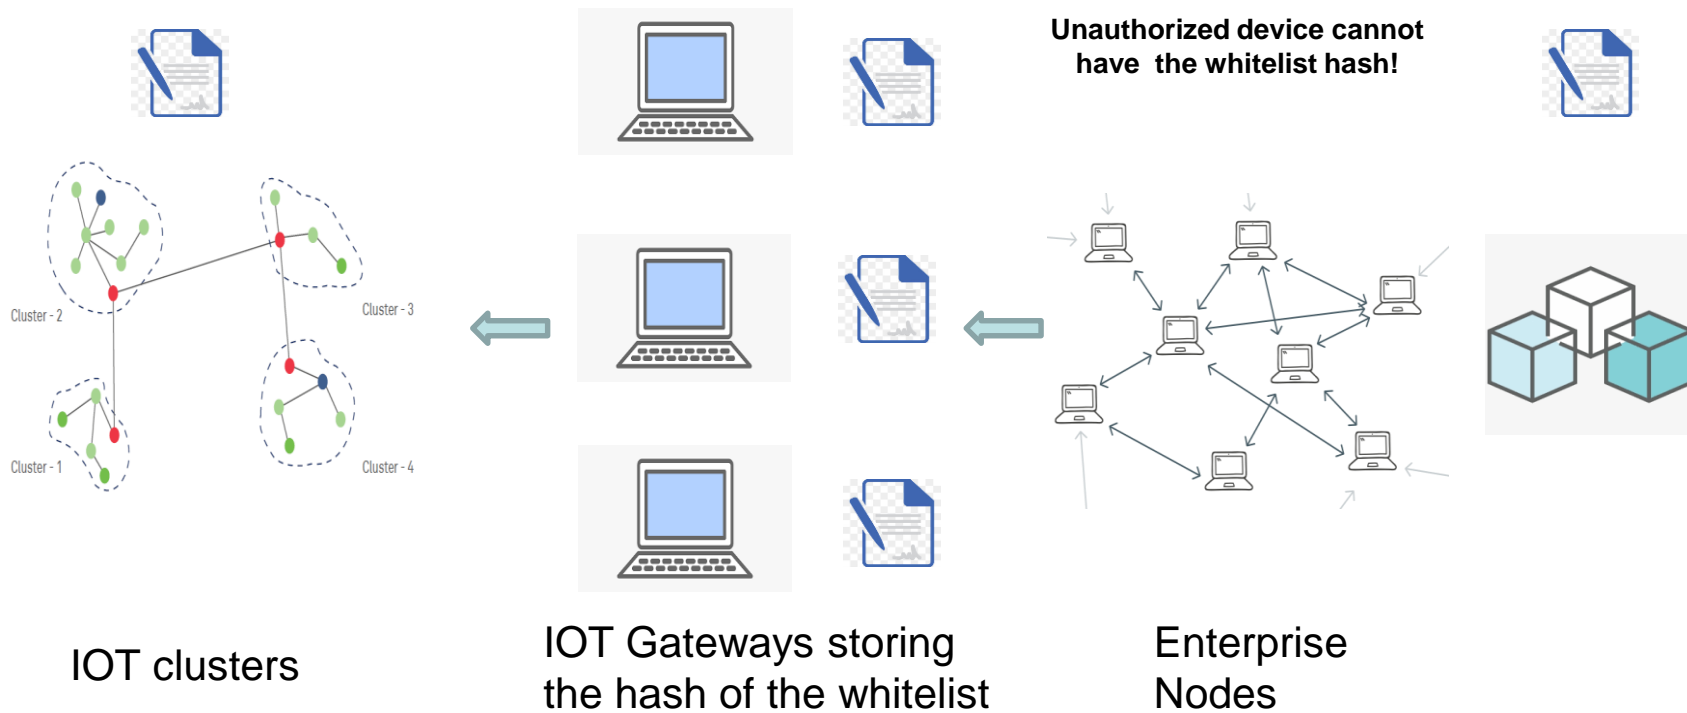 Unauthorized device cannot
have the whitelist hash!
Cluster - 2
Cluster - 3
Cluster - 1
Cluster - 4
IOT clusters
IOT Gateways storing
the hash of the whitelist
Enterprise
Nodes